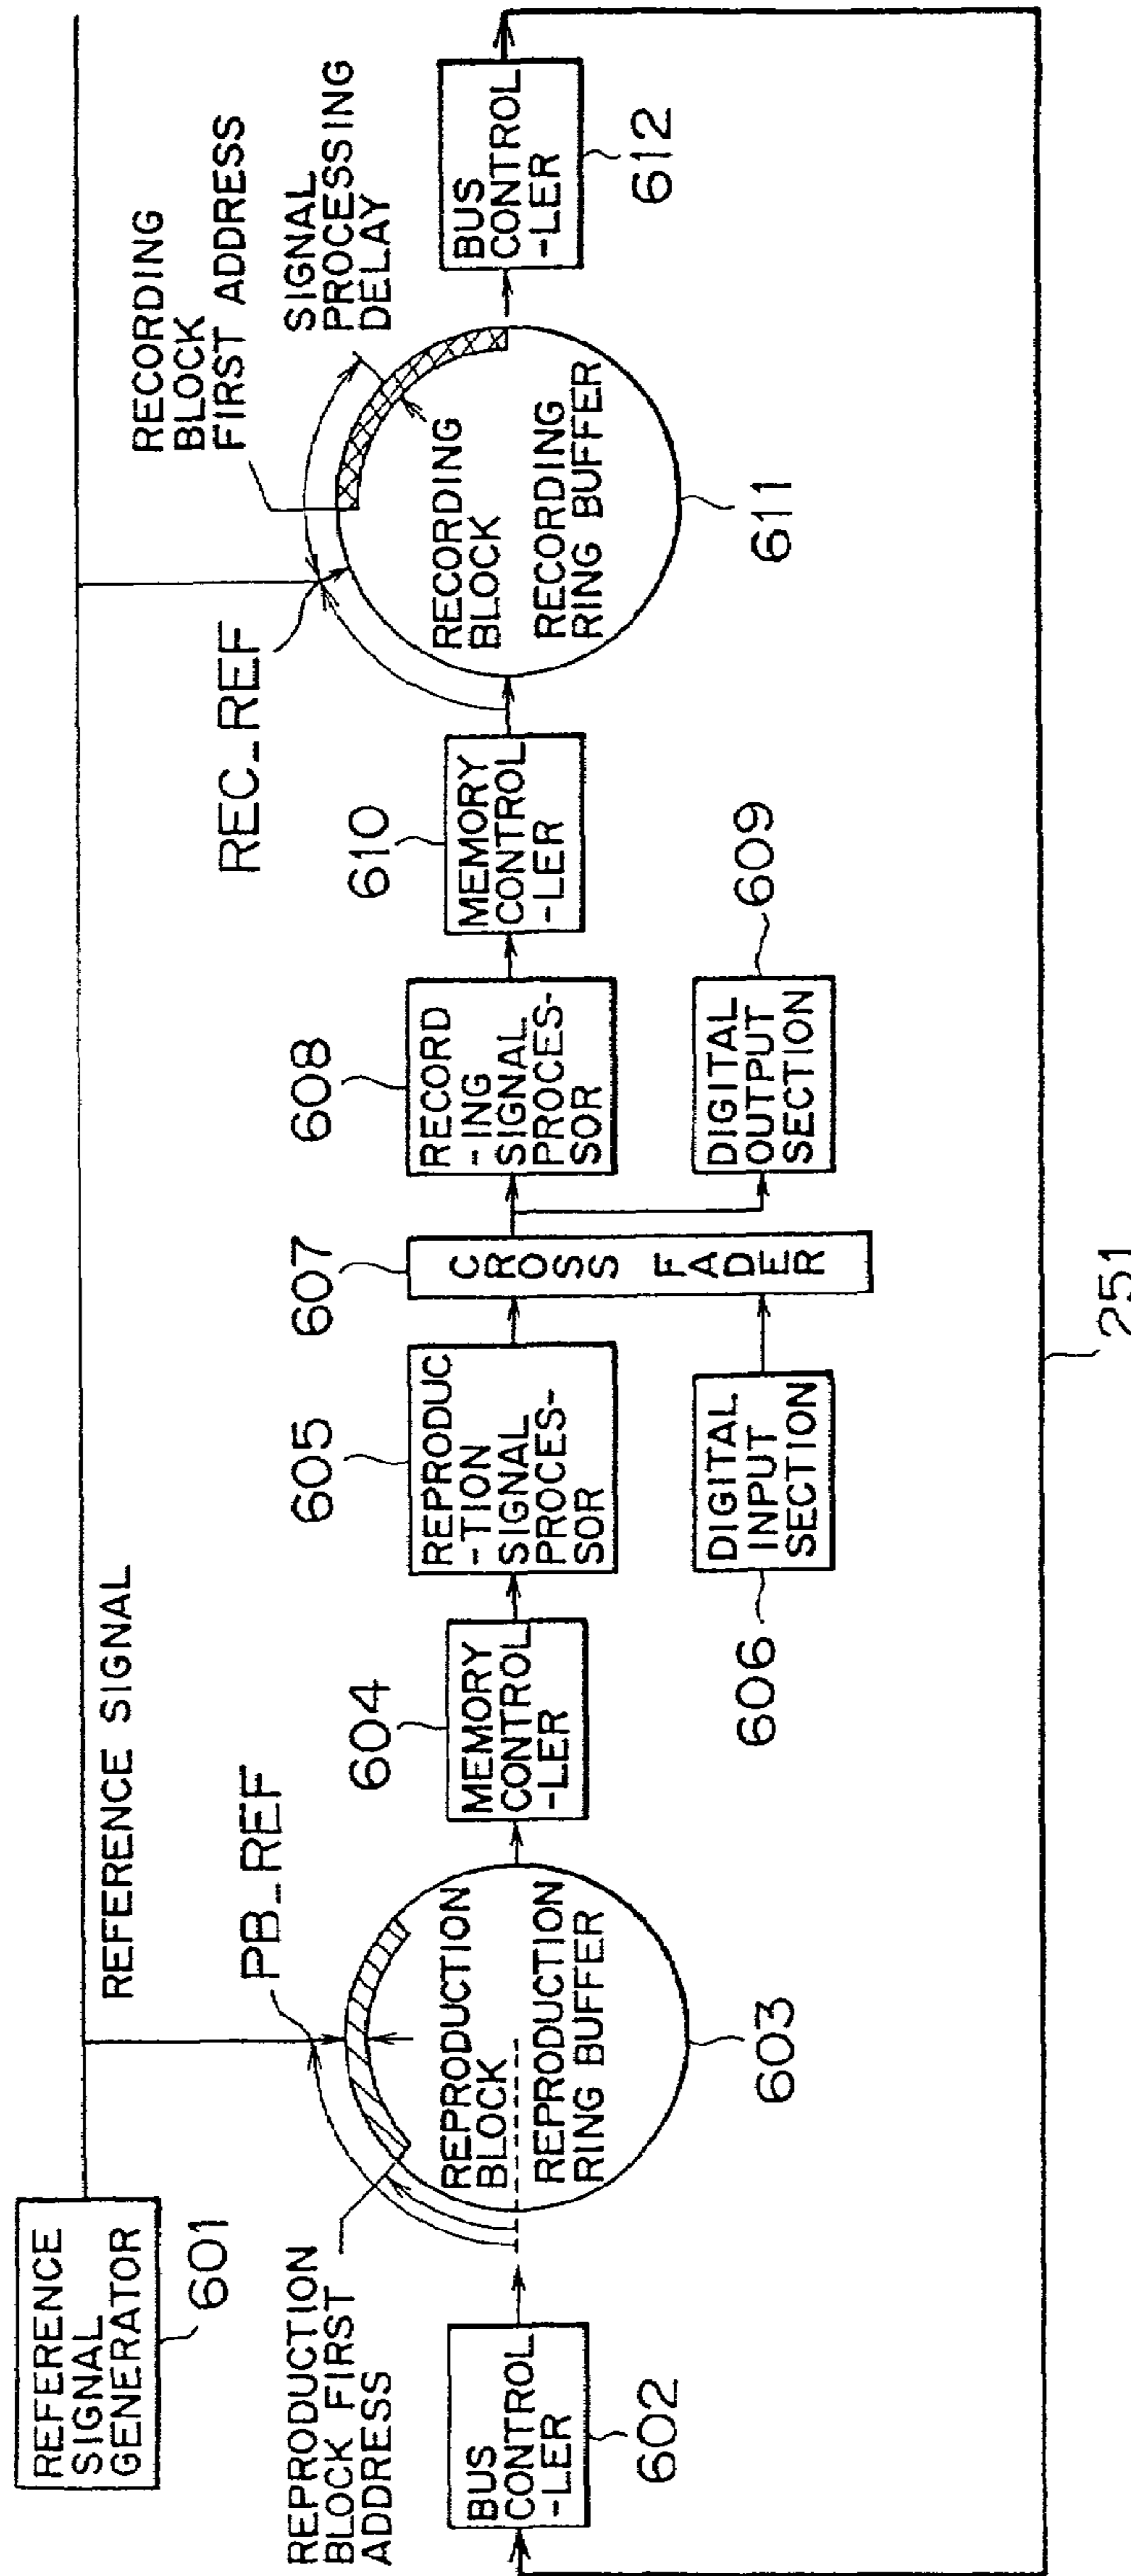 REFERENCE
SIGNAL
GENERATOR
601
REFERENCE SIGNAL
REPRODUCTION
BLOCK FIRST
ADDRESS
PB_REF
REPRODUCTION
BLOCK
REPRODUCTION
RING BUFFER
603
BUS
CONTROL
-LER
602
604
MEMORY
CONTROL
-LER
605
REPRODUC
-TION
SIGNAL
PROCES-
SOR
DIGITAL
INPUT
SECTION
606
607
CROSS FADER
608
RECORD
-ING
SIGNAL
PROCES-
SOR
DIGITAL
OUTPUT
SECTION
609
610
MEMORY
CONTROL
-LER
REC_REF
RECORDING
BLOCK
FIRST ADDRESS
SIGNAL
PROCESSING
DELAY
RECORDING
BLOCK
RECORDING
RING BUFFER
611
BUS
CONTROL
-LER
612
251